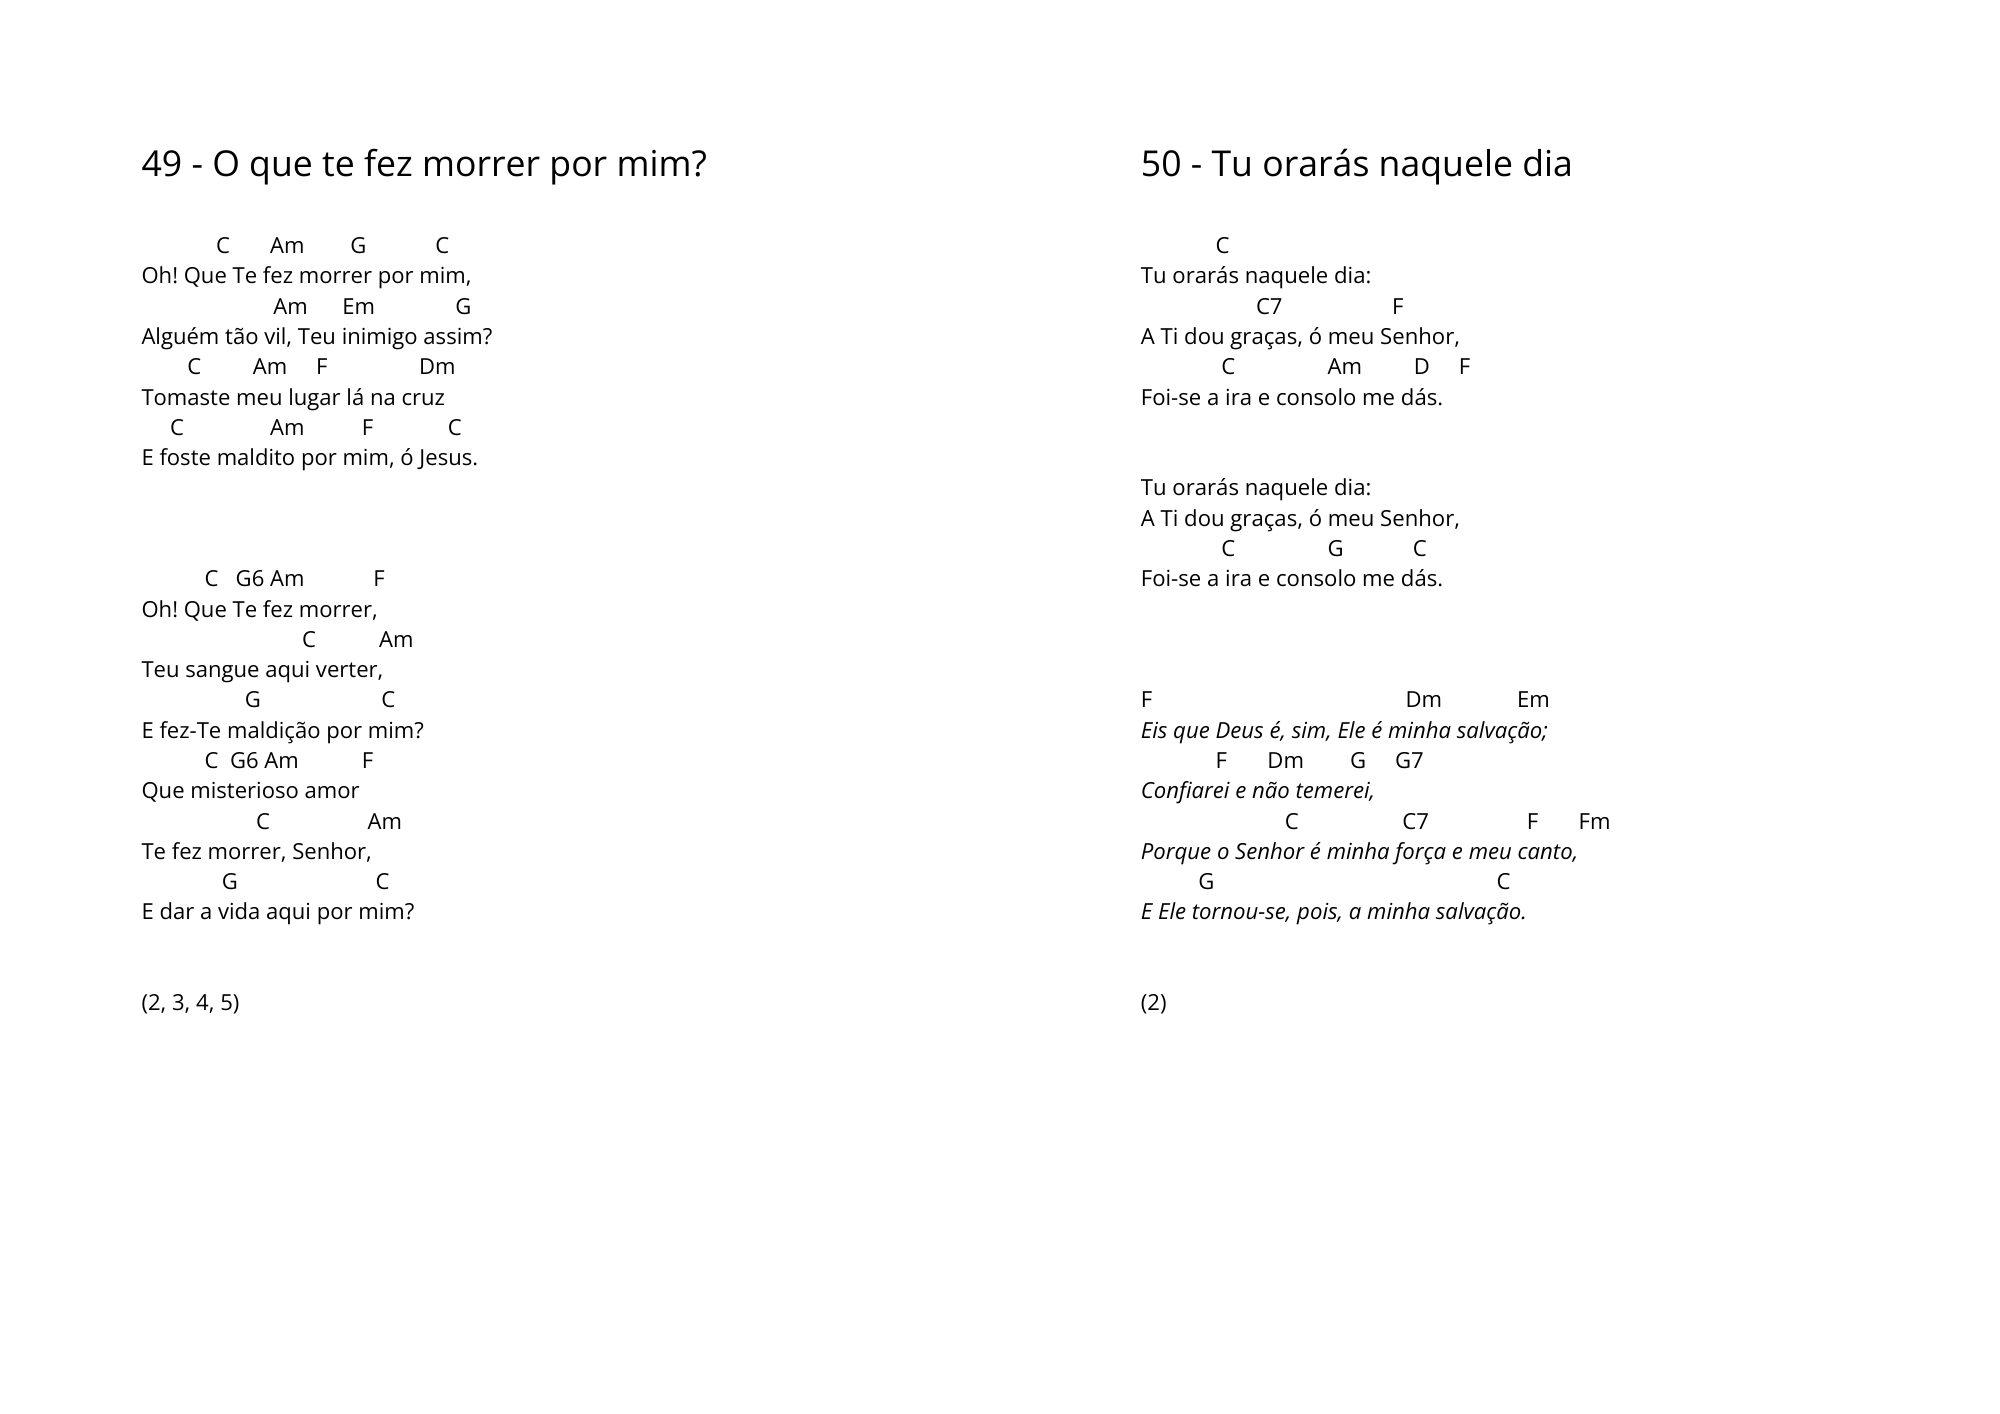 49 - O que te fez morrer por mim?
C Am G C
Oh! Que Te fez morrer por mim,
Am Em G
Alguém tão vil, Teu inimigo assim?
C Am F Dm
Tomaste meu lugar lá na cruz
C Am F C
E foste maldito por mim, ó Jesus.
C G6 Am F
Oh! Que Te fez morrer,
C Am
Teu sangue aqui verter,
G C
E fez-Te maldição por mim?
C G6 Am F
Que misterioso amor
C Am
Te fez morrer, Senhor,
G C
E dar a vida aqui por mim?
(2, 3, 4, 5)
50 - Tu orarás naquele dia
C
Tu orarás naquele dia:
C7 F
A Ti dou graças, ó meu Senhor,
C Am D F
Foi-se a ira e consolo me dás.
Tu orarás naquele dia:
A Ti dou graças, ó meu Senhor,
C G C
Foi-se a ira e consolo me dás.
F Dm Em
Eis que Deus é, sim, Ele é minha salvação;
F Dm G G7
Confiarei e não temerei,
C C7 F Fm
Porque o Senhor é minha força e meu canto,
G C
E Ele tornou-se, pois, a minha salvação.
(2)